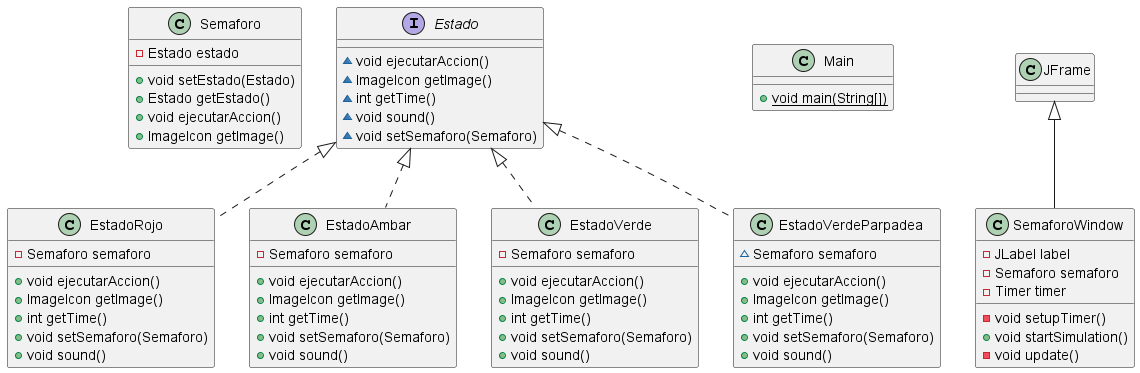 C Semaforo
Estado estado
void setEstado(Estado)
Estado getEstado()
void ejecutarAccion()
ImageIcon getImage()
I Estado
void ejecutarAccion()
ImageIcon getImage()
int getTime()
void sound()
void setSemaforo(Semaforo)
C Main
void main(String[])
C JFrame
C EstadoRojo
Semaforo semaforo
void ejecutarAccion()
ImageIcon getImage()
int getTime()
void setSemaforo(Semaforo)
void sound()
C EstadoAmbar
Semaforo semaforo
void ejecutarAccion()
ImageIcon getImage()
int getTime()
void setSemaforo(Semaforo)
void sound()
C EstadoVerde
Semaforo semaforo
void ejecutarAccion()
ImageIcon getImage()
int getTime()
void setSemaforo(Semaforo)
void sound()
C EstadoVerdeParpadea
Semaforo semaforo
void ejecutarAccion()
ImageIcon getImage()
int getTime()
void setSemaforo(Semaforo)
void sound()
C SemaforoWindow
JLabel label
Semaforo semaforo
Timer timer
void setupTimer()
void startSimulation()
void update()